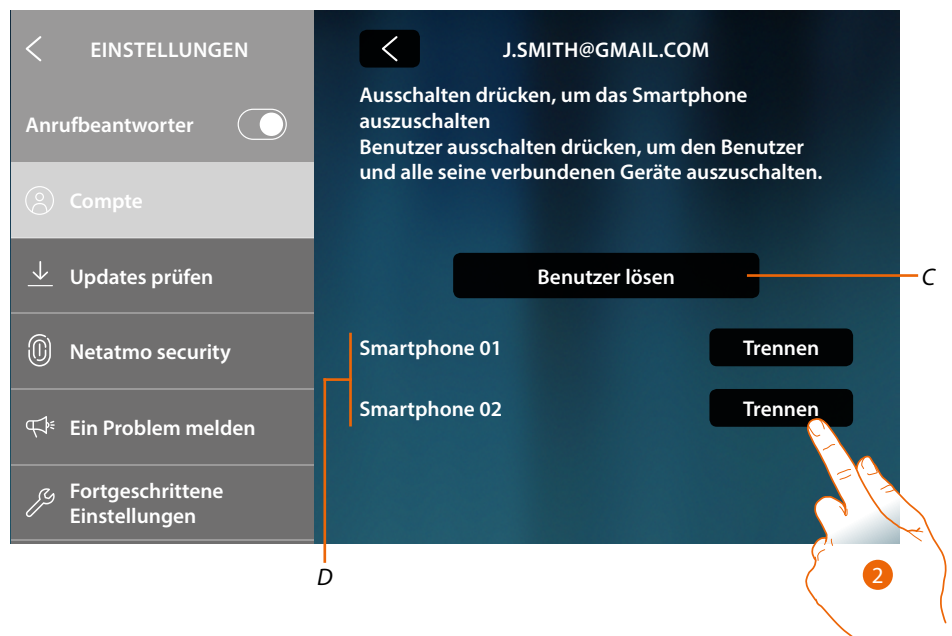 EINSTELLUNGEN
Anrufbeantworter
Compte
Updates prüfen
Netatmo security
Ein Problem melden
Fortgeschrittene
Einstellungen
J.SMITH@GMAIL.COM
Ausschalten drücken, um das Smartphone
auszuschalten
Benutzer ausschalten drücken, um den Benutzer
und alle seine verbundenen Geräte auszuschalten.
Benutzer lösen
C
Smartphone 01
Trennen
Smartphone 02
Trennen
D
2